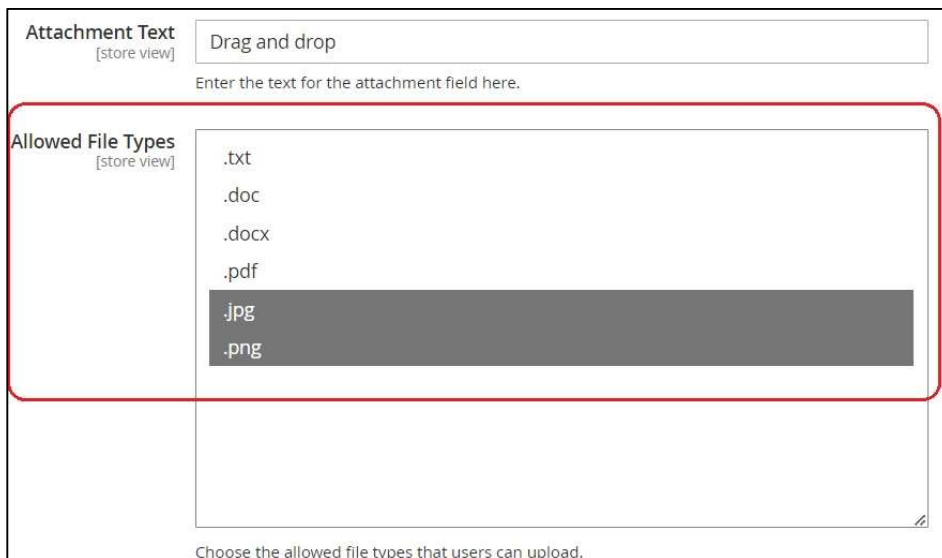 Attachment Text
[store view]
Drag and drop
Enter the text for the attachment field here.
Allowed File Types
[store view]
.txt
.doc
.docx
.pdf
.jpg
.png
Choose the allowed file types that users can upload.